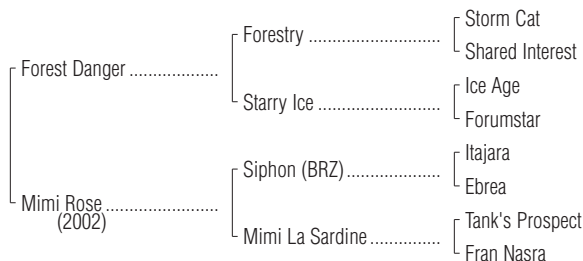 Storm Cat
Forestry
Shared Interest
Forest Danger
Ice Age
Starry Ice
Forumstar
Itajara
Siphon (BRZ)
Ebrea
Mimi Rose
(2002)
Tank's Prospect
Mimi La Sardine
Fran Nasra